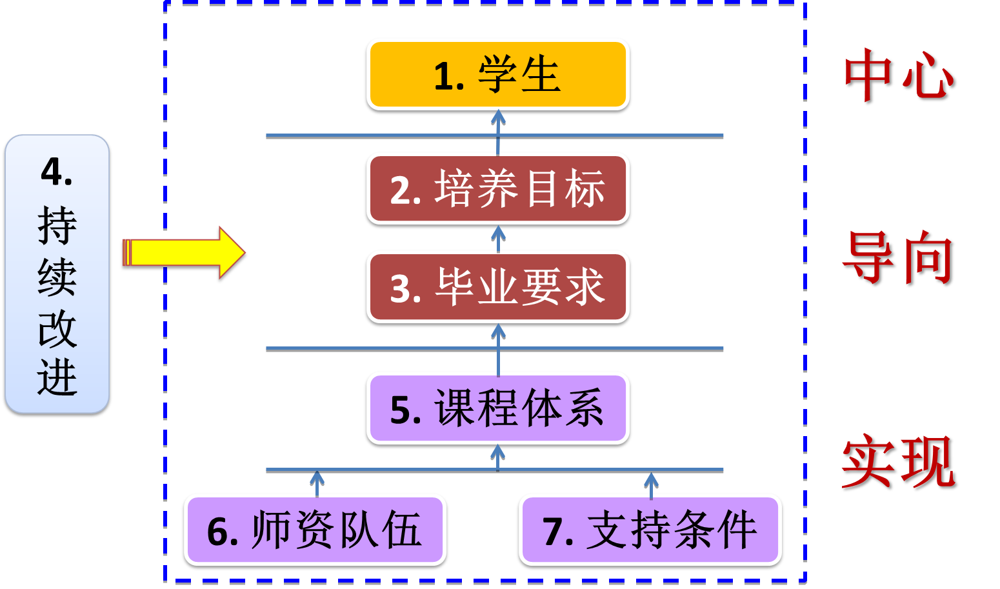 1. 学生
中心
4.
持
续
改
进
2. 培养目标
3. 毕业要求
导向
5. 课程体系
6. 师资队伍
7. 支持条件
实现